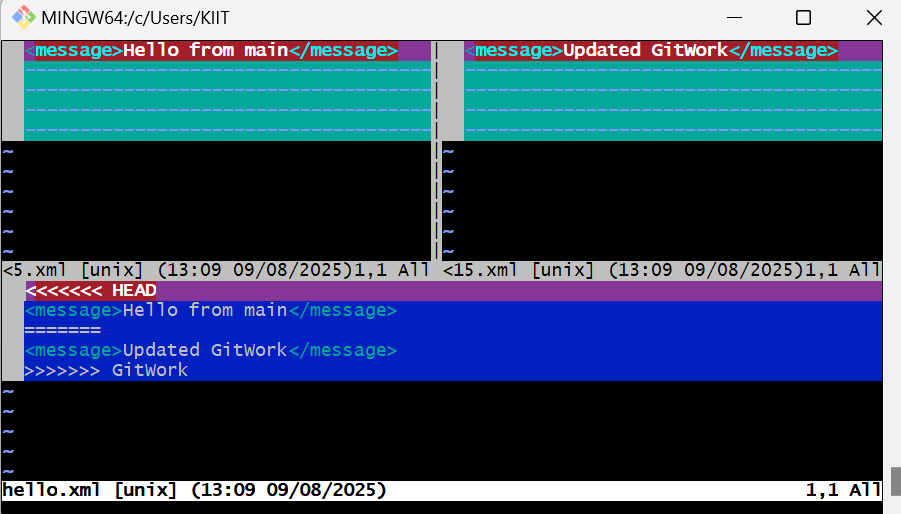 MINGW64:/c/Users/KIIT
<message>Hello from main</message> | <message>Updated GitWork</message>
---------------------------------------- | ---------------------------------------
---------------------------------------- | ---------------------------------------
---------------------------------------- | ---------------------------------------
---------------------------------------- | ---------------------------------------
~ | ~
~ | ~
~ | ~
~ | ~
~ | ~
~ | ~
<5.xml [unix] (13:09 09/08/2025)1,1 All <15.xml [unix] (13:09 09/08/2025)1,1 All
<<<<<<< HEAD
<message>Hello from main</message>
=======
<message>Updated GitWork</message>
>>>>>>> GitWork
~
~
~
~
~
hello.xml [unix] (13:09 09/08/2025) 1,1 All